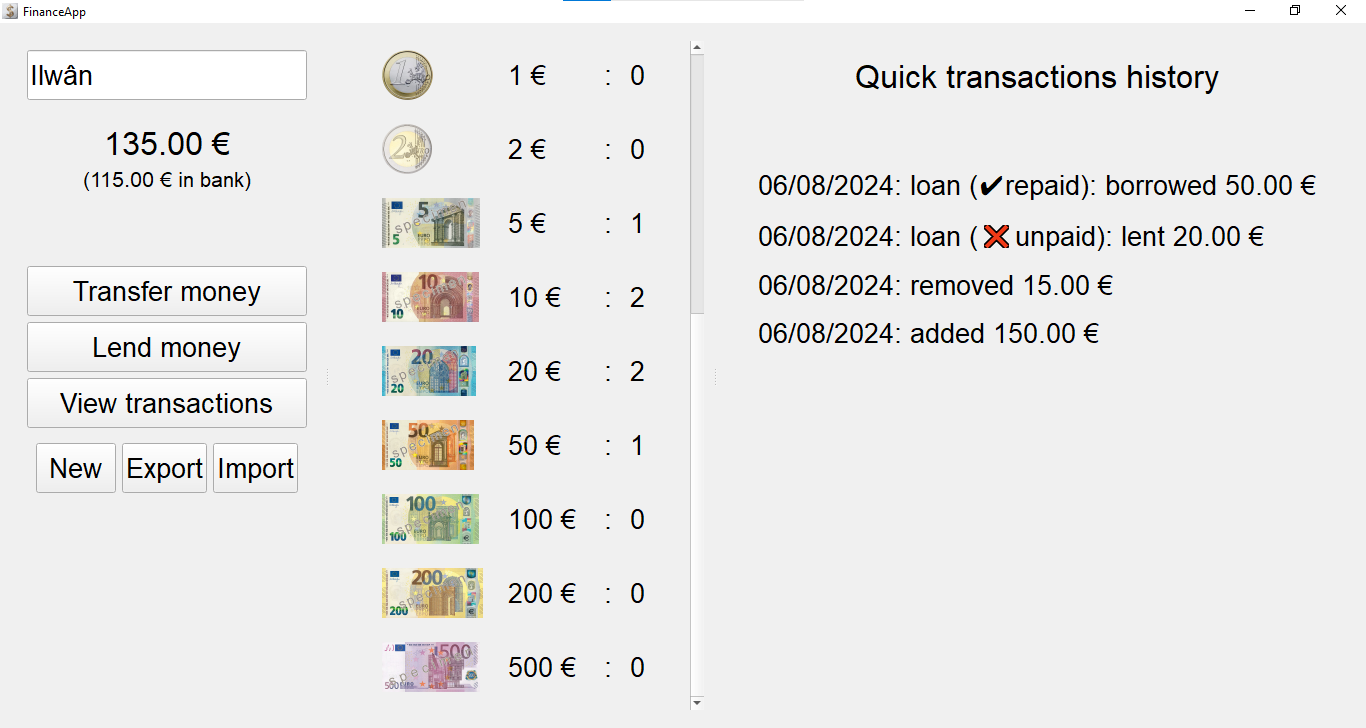 FinanceApp
Ilwân
135.00 €
(115.00 € in bank)
Transfer money
Lend money
View transactions
New Export Import
1 € : 0
2 € : 0
5 € : 1
10 € : 2
20 € : 2
50 € : 1
100 € : 0
200 € : 0
500 € : 0
Quick transactions history
06/08/2024: loan (✔repaid): borrowed 50.00 €
06/08/2024: loan (❌unpaid): lent 20.00 €
06/08/2024: removed 15.00 €
06/08/2024: added 150.00 €